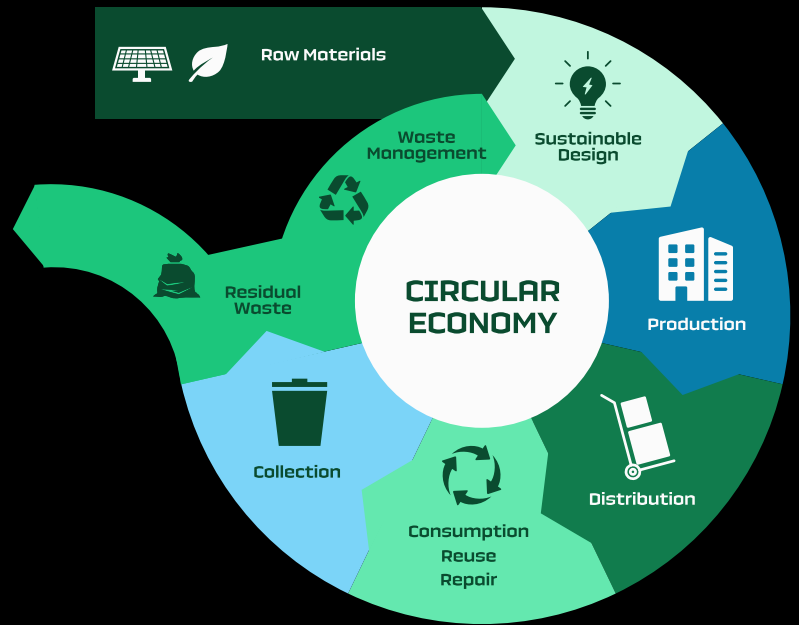 Raw Materials
Sustainable
Design
Production
Distribution
Consumption
Reuse
Repair
Collection
Residual
Waste
Waste
Management
CIRCULAR
ECONOMY